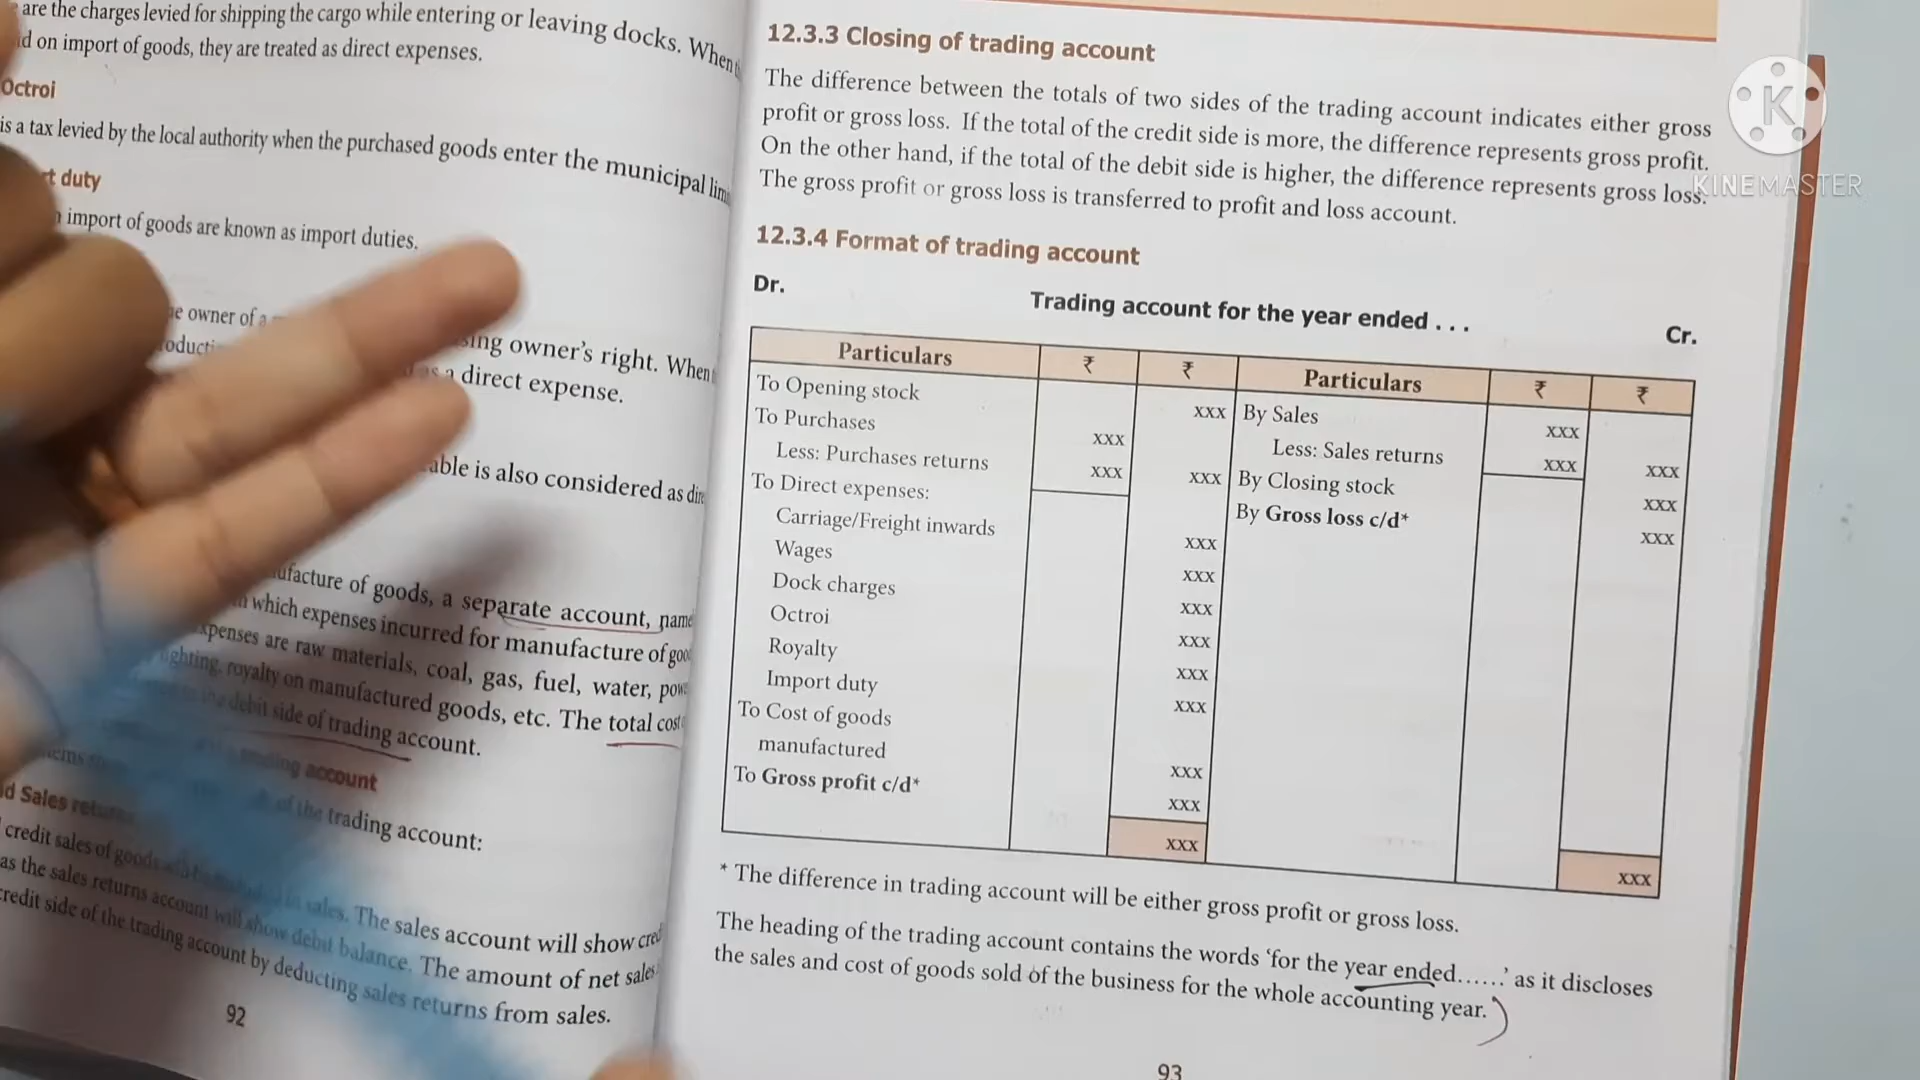 are the charges levied for shipping the cargo while entering or leaving docks. When
on import of goods, they are treated as direct expenses.
Octroi
is a tax levied by the local authority when the purchased goods enter the municipal
duty
import of goods are known as import duties.
owner of a
owner's right. When
a direct expense.
is also considered as
of goods, a separate account,
which expenses incurred for manufacture of
are raw materials, coal, gas, fuel, water,
royalty on manufactured goods, etc. The total cost
debit side of trading account.
trading account
of the trading account:
Sales
credit sales of goods sales. The sales account will show
as the sales returns account will show debit balance. The amount of net sales
credit side of the trading account by deducting sales returns from sales.
92
12.3.3 Closing of trading account
The difference between the totals of two sides of the trading account indicates either gross
profit or gross loss. If the total of the credit side is more, the difference represents gross profit.
On the other hand, if the total of the debit side is higher, the difference represents gross loss.
The gross profit or gross loss is transferred to profit and loss account.
12.3.4 Format of trading account
Dr.
Trading account for the year ended . . .
Cr.
Particulars ₹ ₹ Particulars ₹ ₹
To Opening stock xxx By Sales xxx
To Purchases xxx Less: Sales returns xxx xxx
Less: Purchases returns xxx xxx By Closing stock xxx
To Direct expenses: By Gross loss c/d* xxx
Carriage/Freight inwards xxx
Wages xxx
Dock charges xxx
Octroi xxx
Royalty xxx
Import duty xxx
To Cost of goods
manufactured xxx
To Gross profit c/d* xxx
xxx xxx
* The difference in trading account will be either gross profit or gross loss.
The heading of the trading account contains the words ‘for the year ended......’ as it discloses
the sales and cost of goods sold of the business for the whole accounting year.
93
K
KINEMASTER